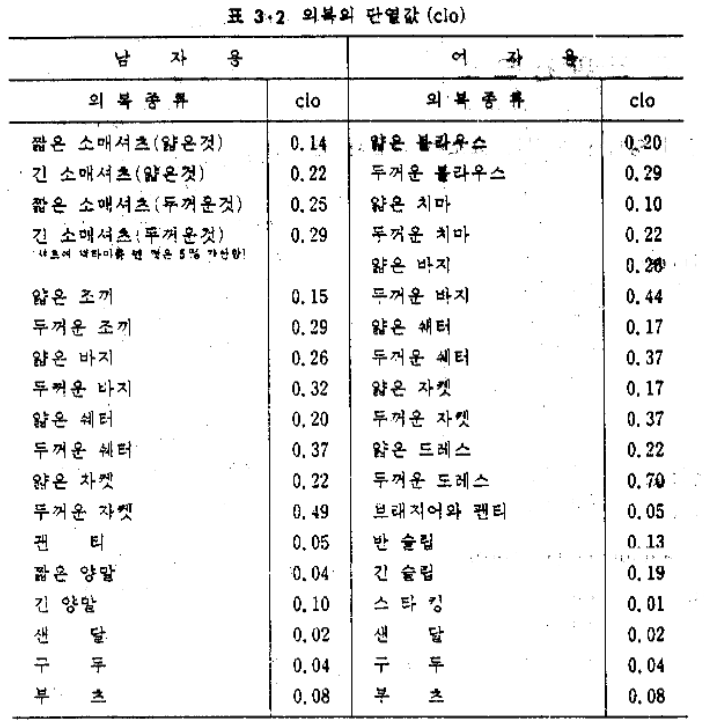 표 3·2 의복의 단열값 (clo)
남 자 용 여 자 용
의 복 종 류 clo 의 복 종 류 clo
짧은 소매셔츠(얇은것) 0.14 얇은 블라우스 0.20
긴 소매셔츠(얇은것) 0.22 두꺼운 블라우스 0.29
짧은 소매셔츠(두꺼운것) 0.25 얇은 치마 0.10
긴 소매셔츠(두꺼운것) 0.29 두꺼운 치마 0.22
셔츠에 넥타이를 맨 것은 5% 가산함!
얇은 바지
얇은 조끼 0.15 두꺼운 바지 0.44
두꺼운 조끼 0.29 얇은 쉐터 0.17
얇은 바지 0.26 두꺼운 쉐터 0.37
두꺼운 바지 0.32 얇은 자켓 0.17
얇은 쉐터 0.20 두꺼운 자켓 0.37
두꺼운 쉐터 0.37 얇은 드레스 0.22
얇은 자켓 0.22 두꺼운 드레스 0.70
두꺼운 자켓 0.49 브래지어와 팬티 0.05
팬 티 0.05 반 슬립 0.13
짧은 양말 0.04 긴 슬립 0.19
긴 양말 0.10 스 타 킹 0.01
샌 달 0.02 샌 달 0.02
구 두 0.04 구 두 0.04
부 츠 0.08 부 츠 0.08